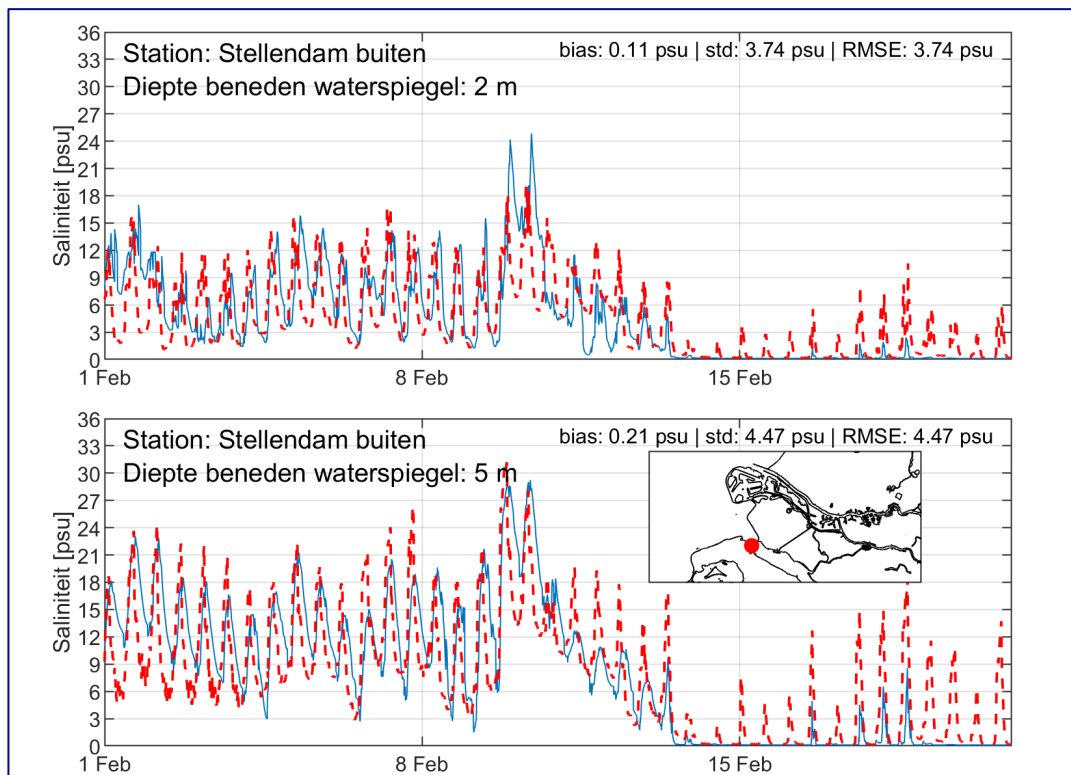 36
33
30
27
24
21
18
15
12
9
6
3
0
Saliniteit [psu]
Station: Stellendam buiten
Diepte beneden waterspiegel: 2 m
bias: 0.11 psu | std: 3.74 psu | RMSE: 3.74 psu
1 Feb
8 Feb
15 Feb
36
33
30
27
24
21
18
15
12
9
6
3
0
Saliniteit [psu]
Station: Stellendam buiten
Diepte beneden waterspiegel: 5 m
bias: 0.21 psu | std: 4.47 psu | RMSE: 4.47 psu
1 Feb
8 Feb
15 Feb